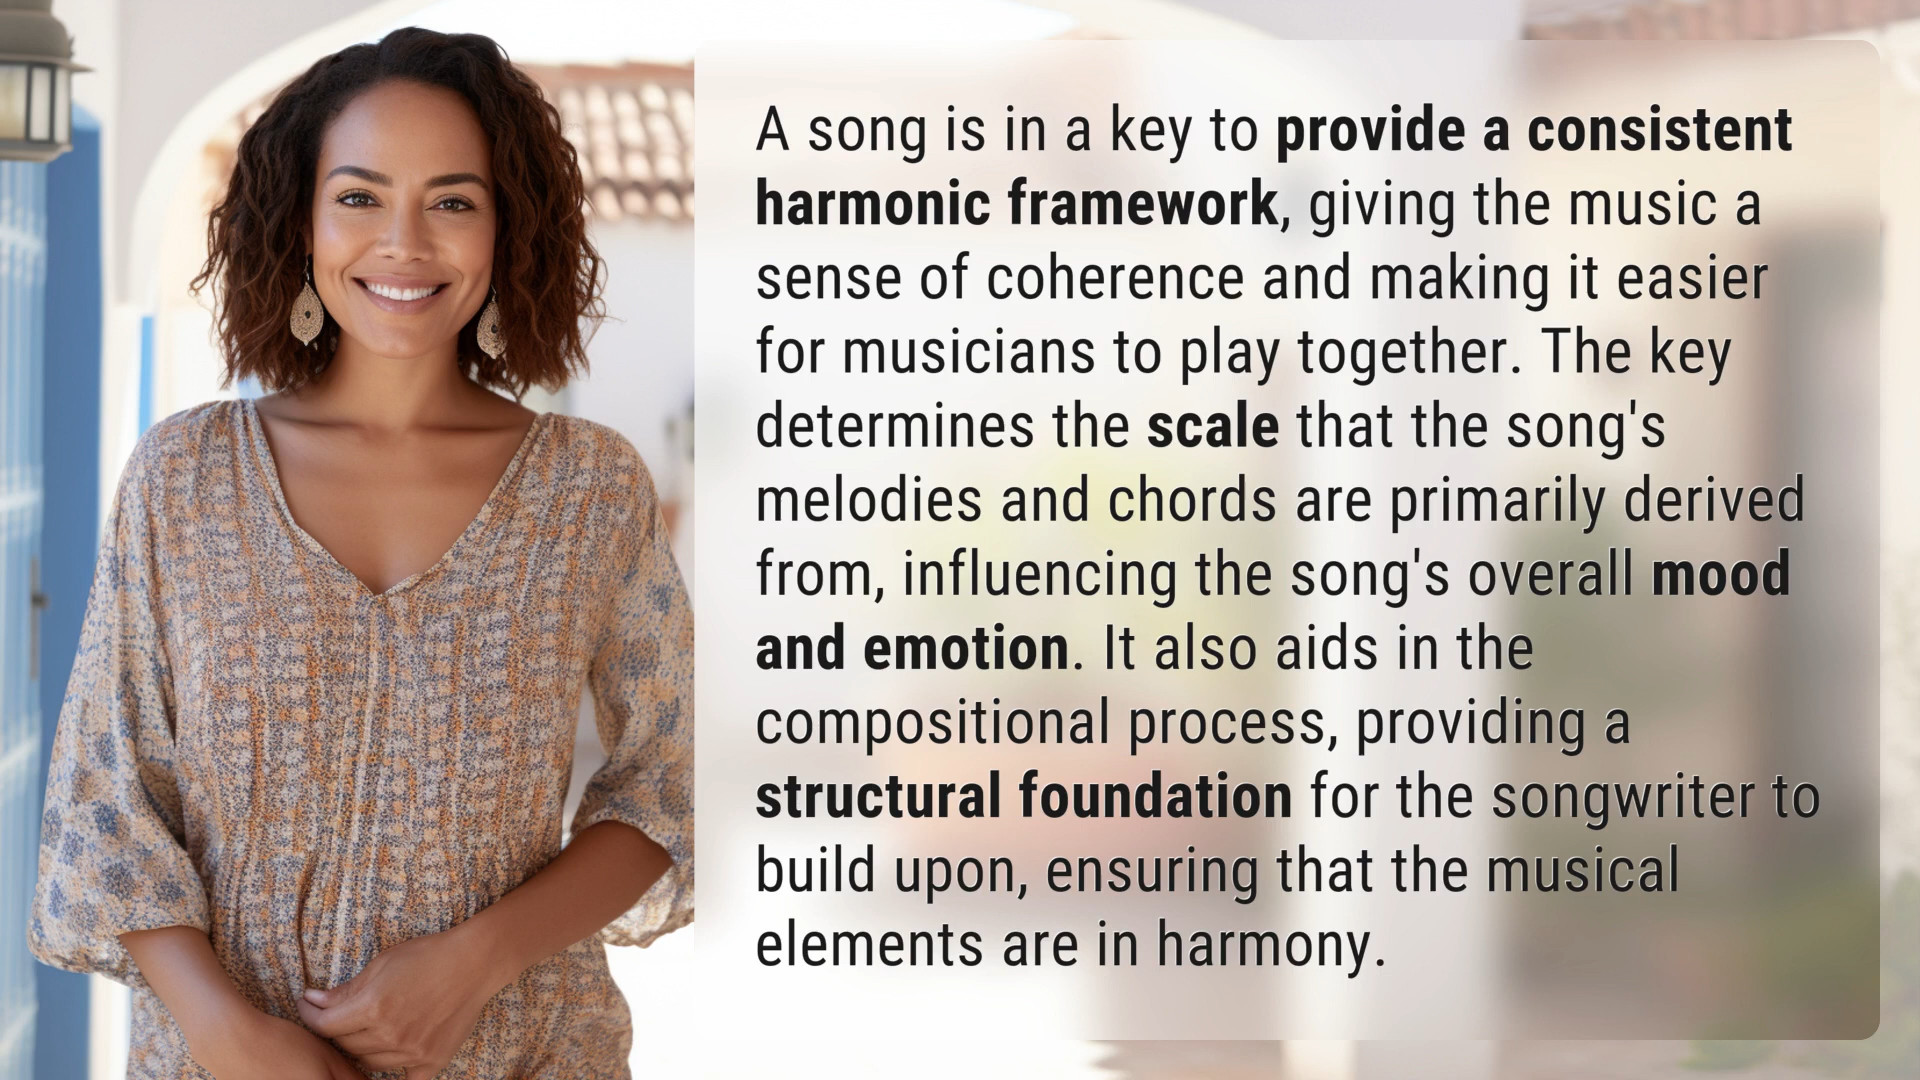 A song is in a key to provide a consistent
harmonic framework, giving the music a
sense of coherence and making it easier
for musicians to play together. The key
determines the scale that the song's
melodies and chords are primarily derived
from, influencing the song's overall mood
and emotion. It also aids in the
compositional process, providing a
structural foundation for the songwriter to
build upon, ensuring that the musical
elements are in harmony.